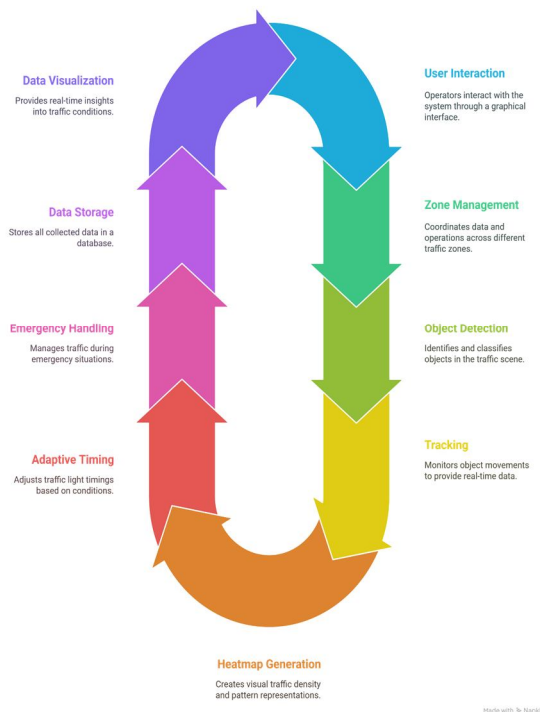 Data Visualization
Provides real-time insights
into traffic conditions.
User Interaction
Operators interact with the
system through a graphical
interface.
Data Storage
Stores all collected data in a
database.
Zone Management
Coordinates data and
operations across different
traffic zones.
Emergency Handling
Manages traffic during
emergency situations.
Object Detection
Identifies and classifies
objects in the traffic scene.
Adaptive Timing
Adjusts traffic light timings
based on conditions.
Tracking
Monitors object movements
to provide real-time data.
Heatmap Generation
Creates visual traffic density
and pattern representations.
Made with